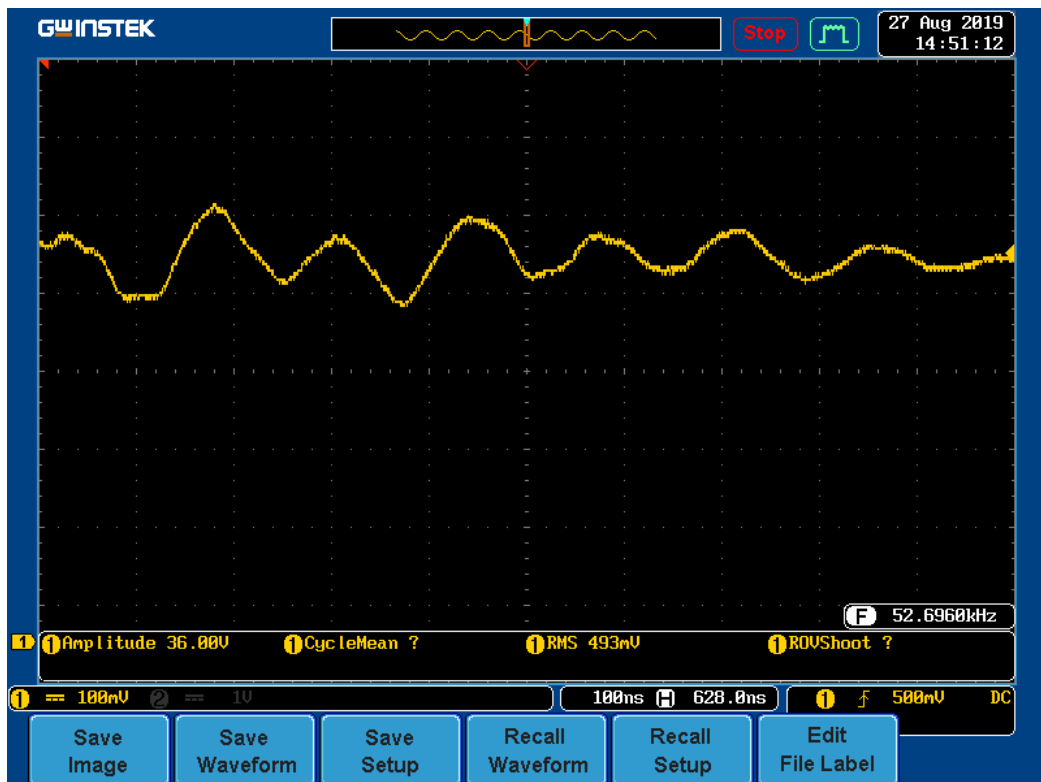 GWINSTEK
Stop
27 Aug 2019
14:51:12
F 52.6960kHz
1
1 Amplitude 36.00V 1 CycleMean ? 1 RMS 493mV 1 ROVShoot ?
1 100mV 2 1V 100ns H 628.0ns 1 500mV DC
Save Image
Save Waveform
Save Setup
Recall Waveform
Recall Setup
Edit File Label